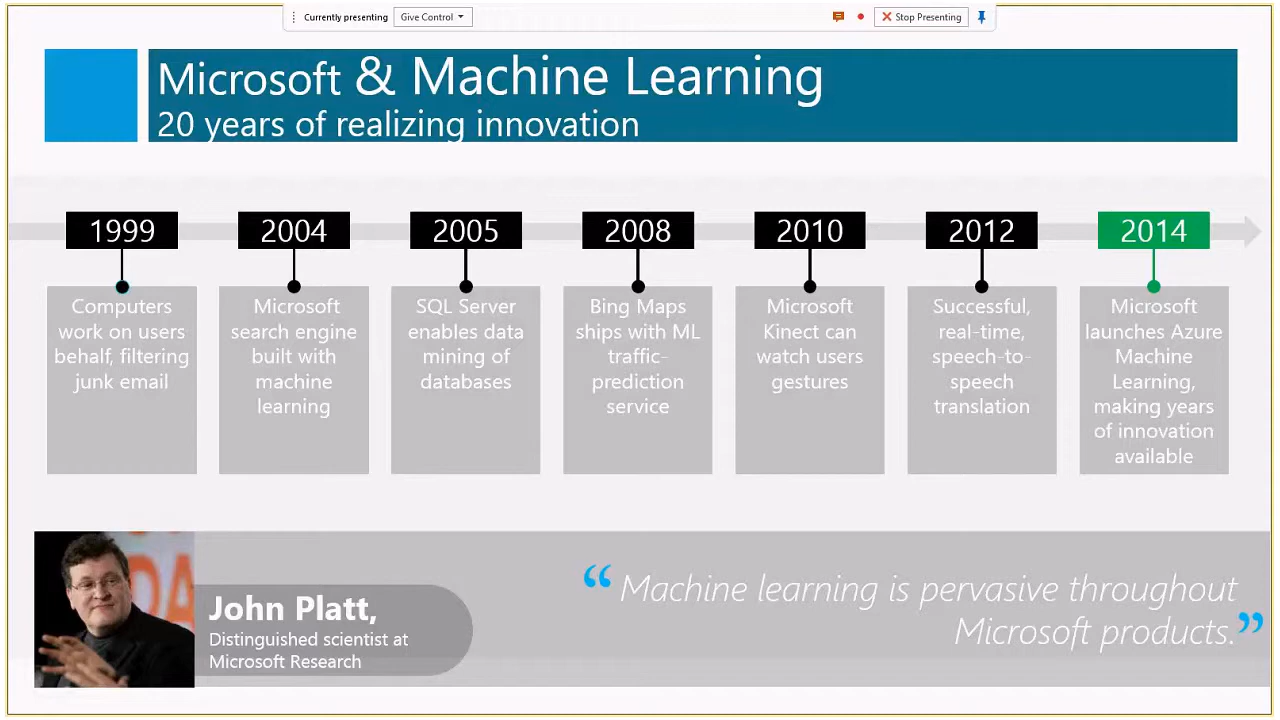 Currently presenting
Give Control
Stop Presenting
Microsoft & Machine Learning
20 years of realizing innovation
1999
2004
2005
2008
2010
2012
2014
Computers
work on users
behalf, filtering
junk email
Microsoft
search engine
built with
machine
learning
SQL Server
enables data
mining of
databases
Bing Maps
ships with ML
traffic-
prediction
service
Microsoft
Kinect can
watch users
gestures
Successful,
real-time,
speech-to-
speech
translation
Microsoft
launches Azure
Machine
Learning,
making years
of innovation
available
John Platt,
Distinguished scientist at
Microsoft Research
“Machine learning is pervasive throughout
Microsoft products.”